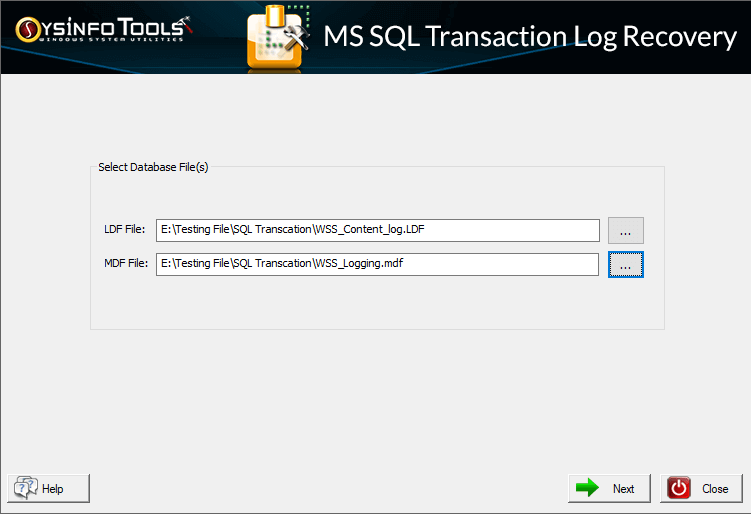 SYSINFOTOOLS
WINDOWS SYSTEM UTILITIES
MS SQL Transaction Log Recovery
Select Database File(s)
LDF File: E:\Testing File\SQL Transcation\WSS_Content_log.LDF ...
MDF File: E:\Testing File\SQL Transcation\WSS_Logging.mdf ...
Help Next Close